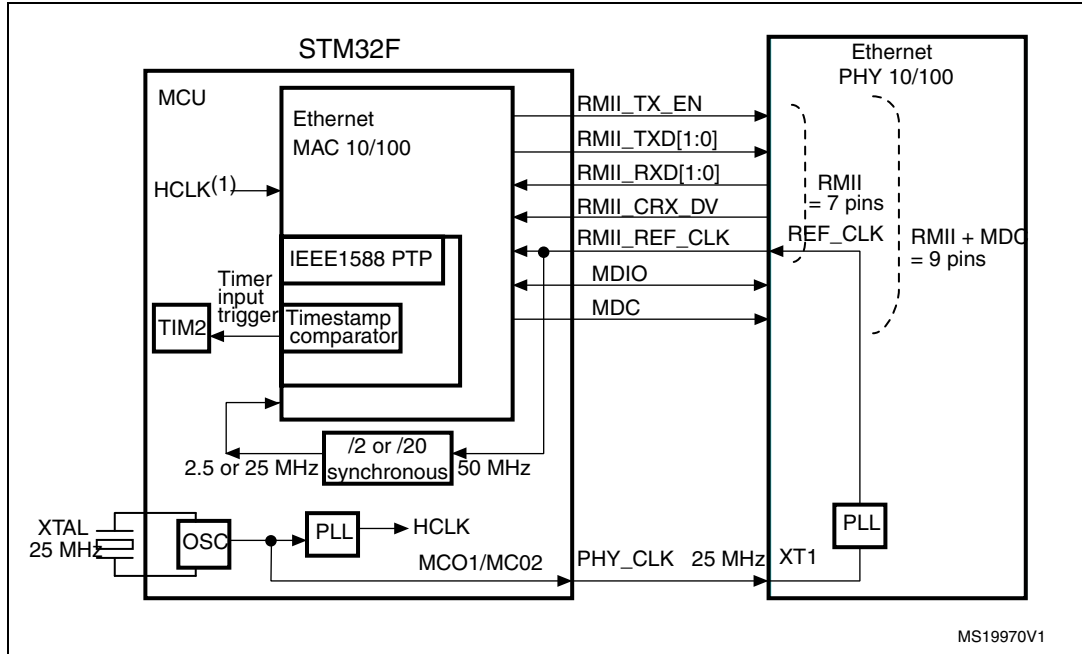 STM32F
Ethernet
PHY 10/100
MCU
Ethernet
MAC 10/100
HCLK(1)
RMII_TX_EN
RMII_TXD[1:0]
RMII_RXD[1:0]
RMII_CRX_DV
RMII_REF_CLK
REF_CLK
MDIO
MDC
RMII
= 7 pins
RMII + MDC
= 9 pins
IEEE1588 PTP
Timer
input
trigger
TIM2
Timestamp
comparator
/2 or /20
synchronous
2.5 or 25 MHz
50 MHz
XTAL
25 MHz
OSC
PLL
HCLK
MCO1/MC02
PHY_CLK
25 MHz
XT1
PLL
MS19970V1